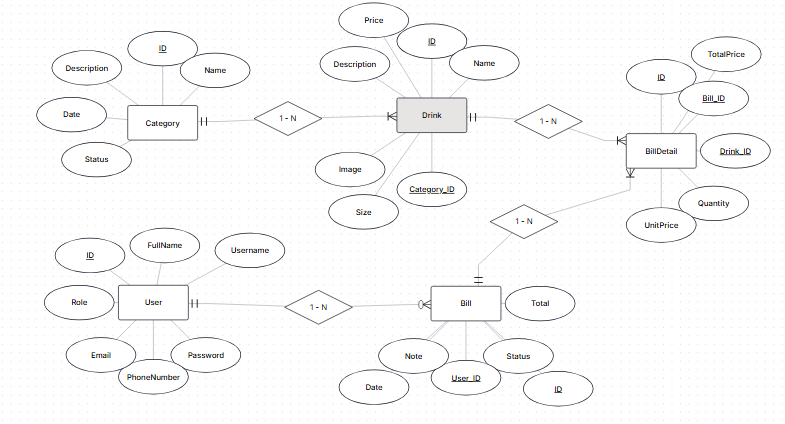 Price
ID
Name
Description
Drink
Image
Size
Category_ID
ID
Description
Name
Date
Category
Status
1 - N
1 - N
TotalPrice
ID
Bill_ID
BillDetail
Drink_ID
Quantity
UnitPrice
1 - N
FullName
ID
Username
Role
User
Email
PhoneNumber
Password
1 - N
Bill
Total
Note
Status
Date
User_ID
ID